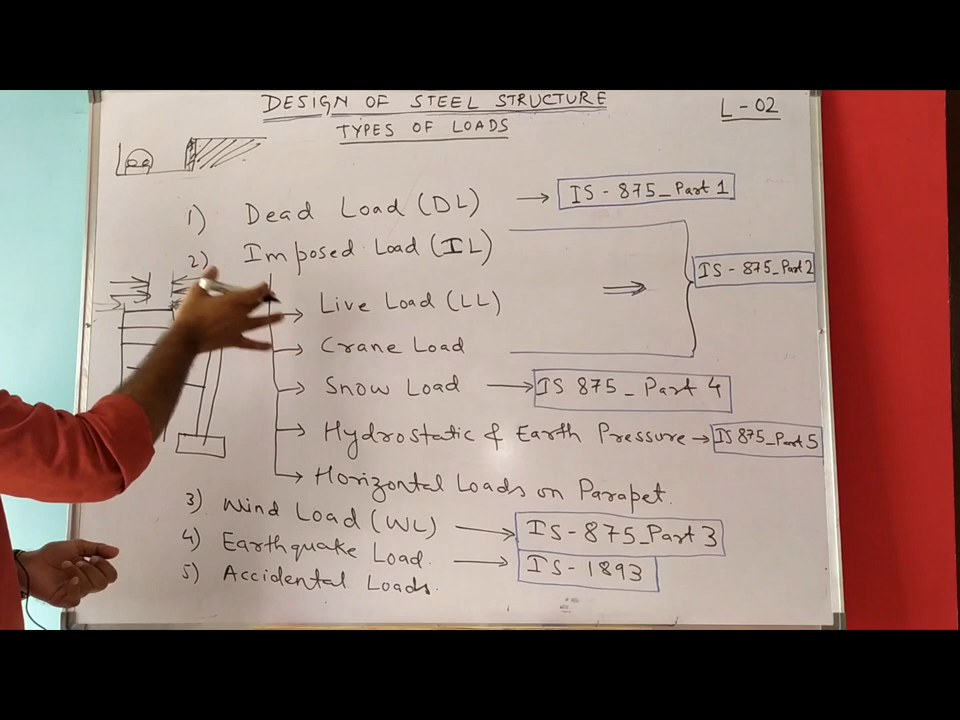 DESIGN OF STEEL STRUCTURE
L-02
TYPES OF LOADS
1) Dead Load (DL) → IS-875_Part 1
2) Imposed Load (IL)
IS-875_Part2
→ Live Load (LL)
→ Crane Load
→ Snow Load → IS 875_Part 4
→ Hydrostatic & Earth Pressure → IS 875_Part 5
→ Horizontal Loads on Parapet.
3) Wind Load (WL) → IS-875_Part 3
4) Earthquake Load. → IS-1893
5) Accidental Loads.